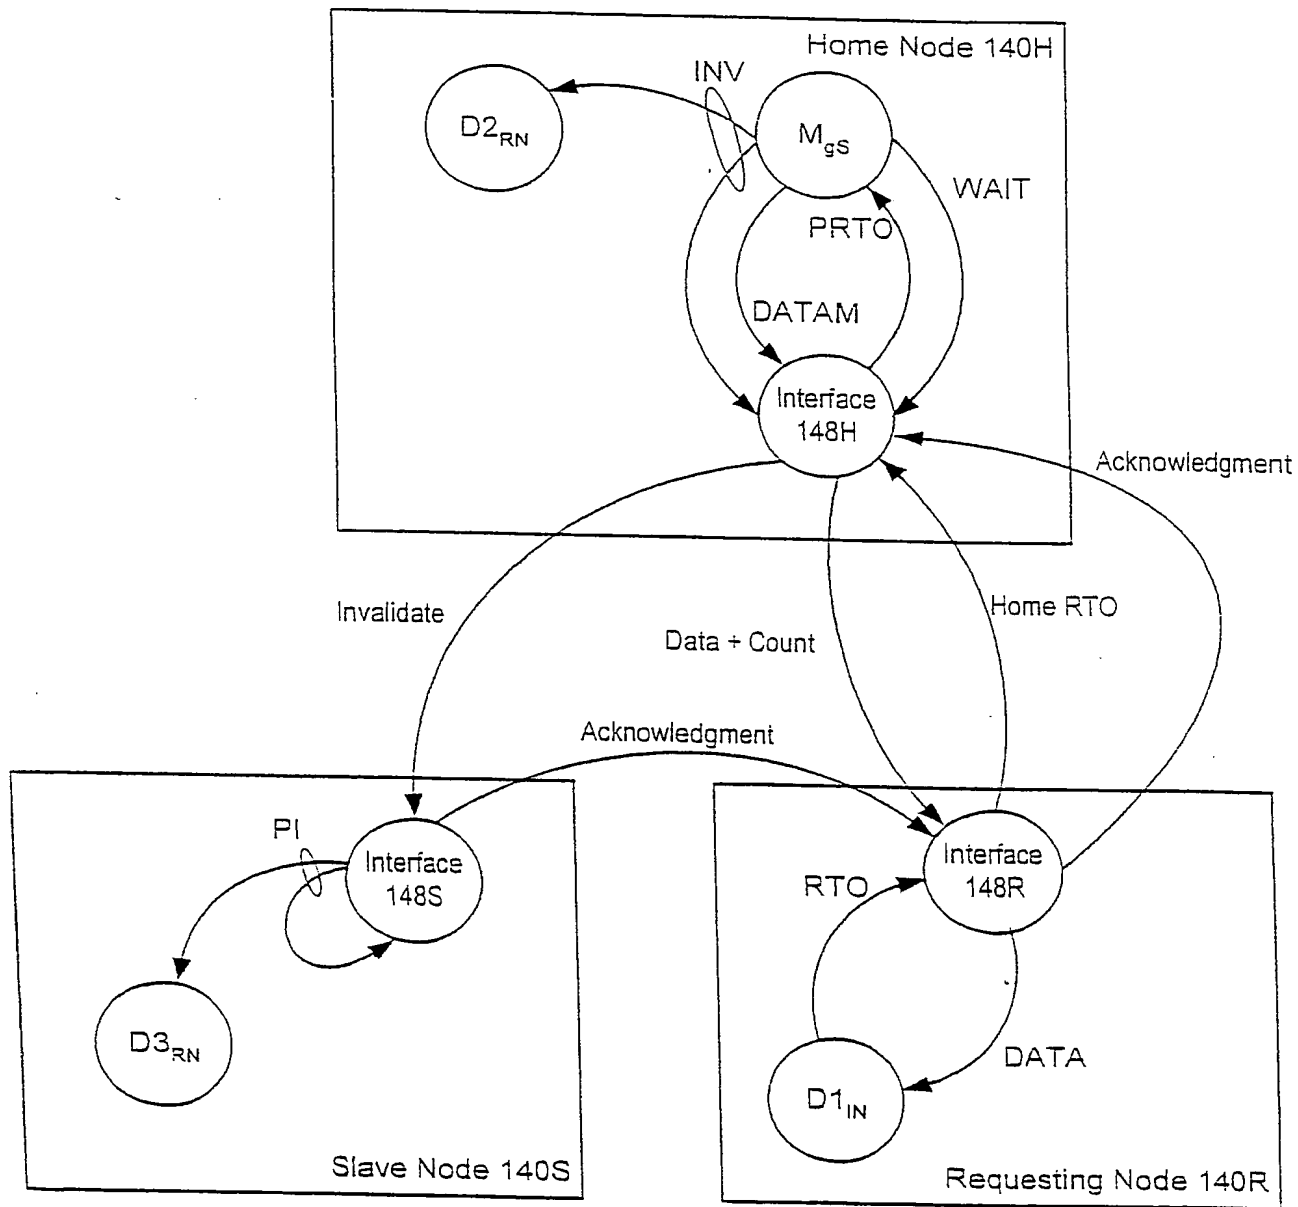 Home Node 140H
INV
D2RN
MgS
WAIT
PRTO
DATAM
Interface
148H
Acknowledgment
Invalidate
Data + Count
Home RTO
Acknowledgment
PI
Interface
148S
Interface
148R
RTO
D3RN
DATA
D1IN
Slave Node 140S
Requesting Node 140R